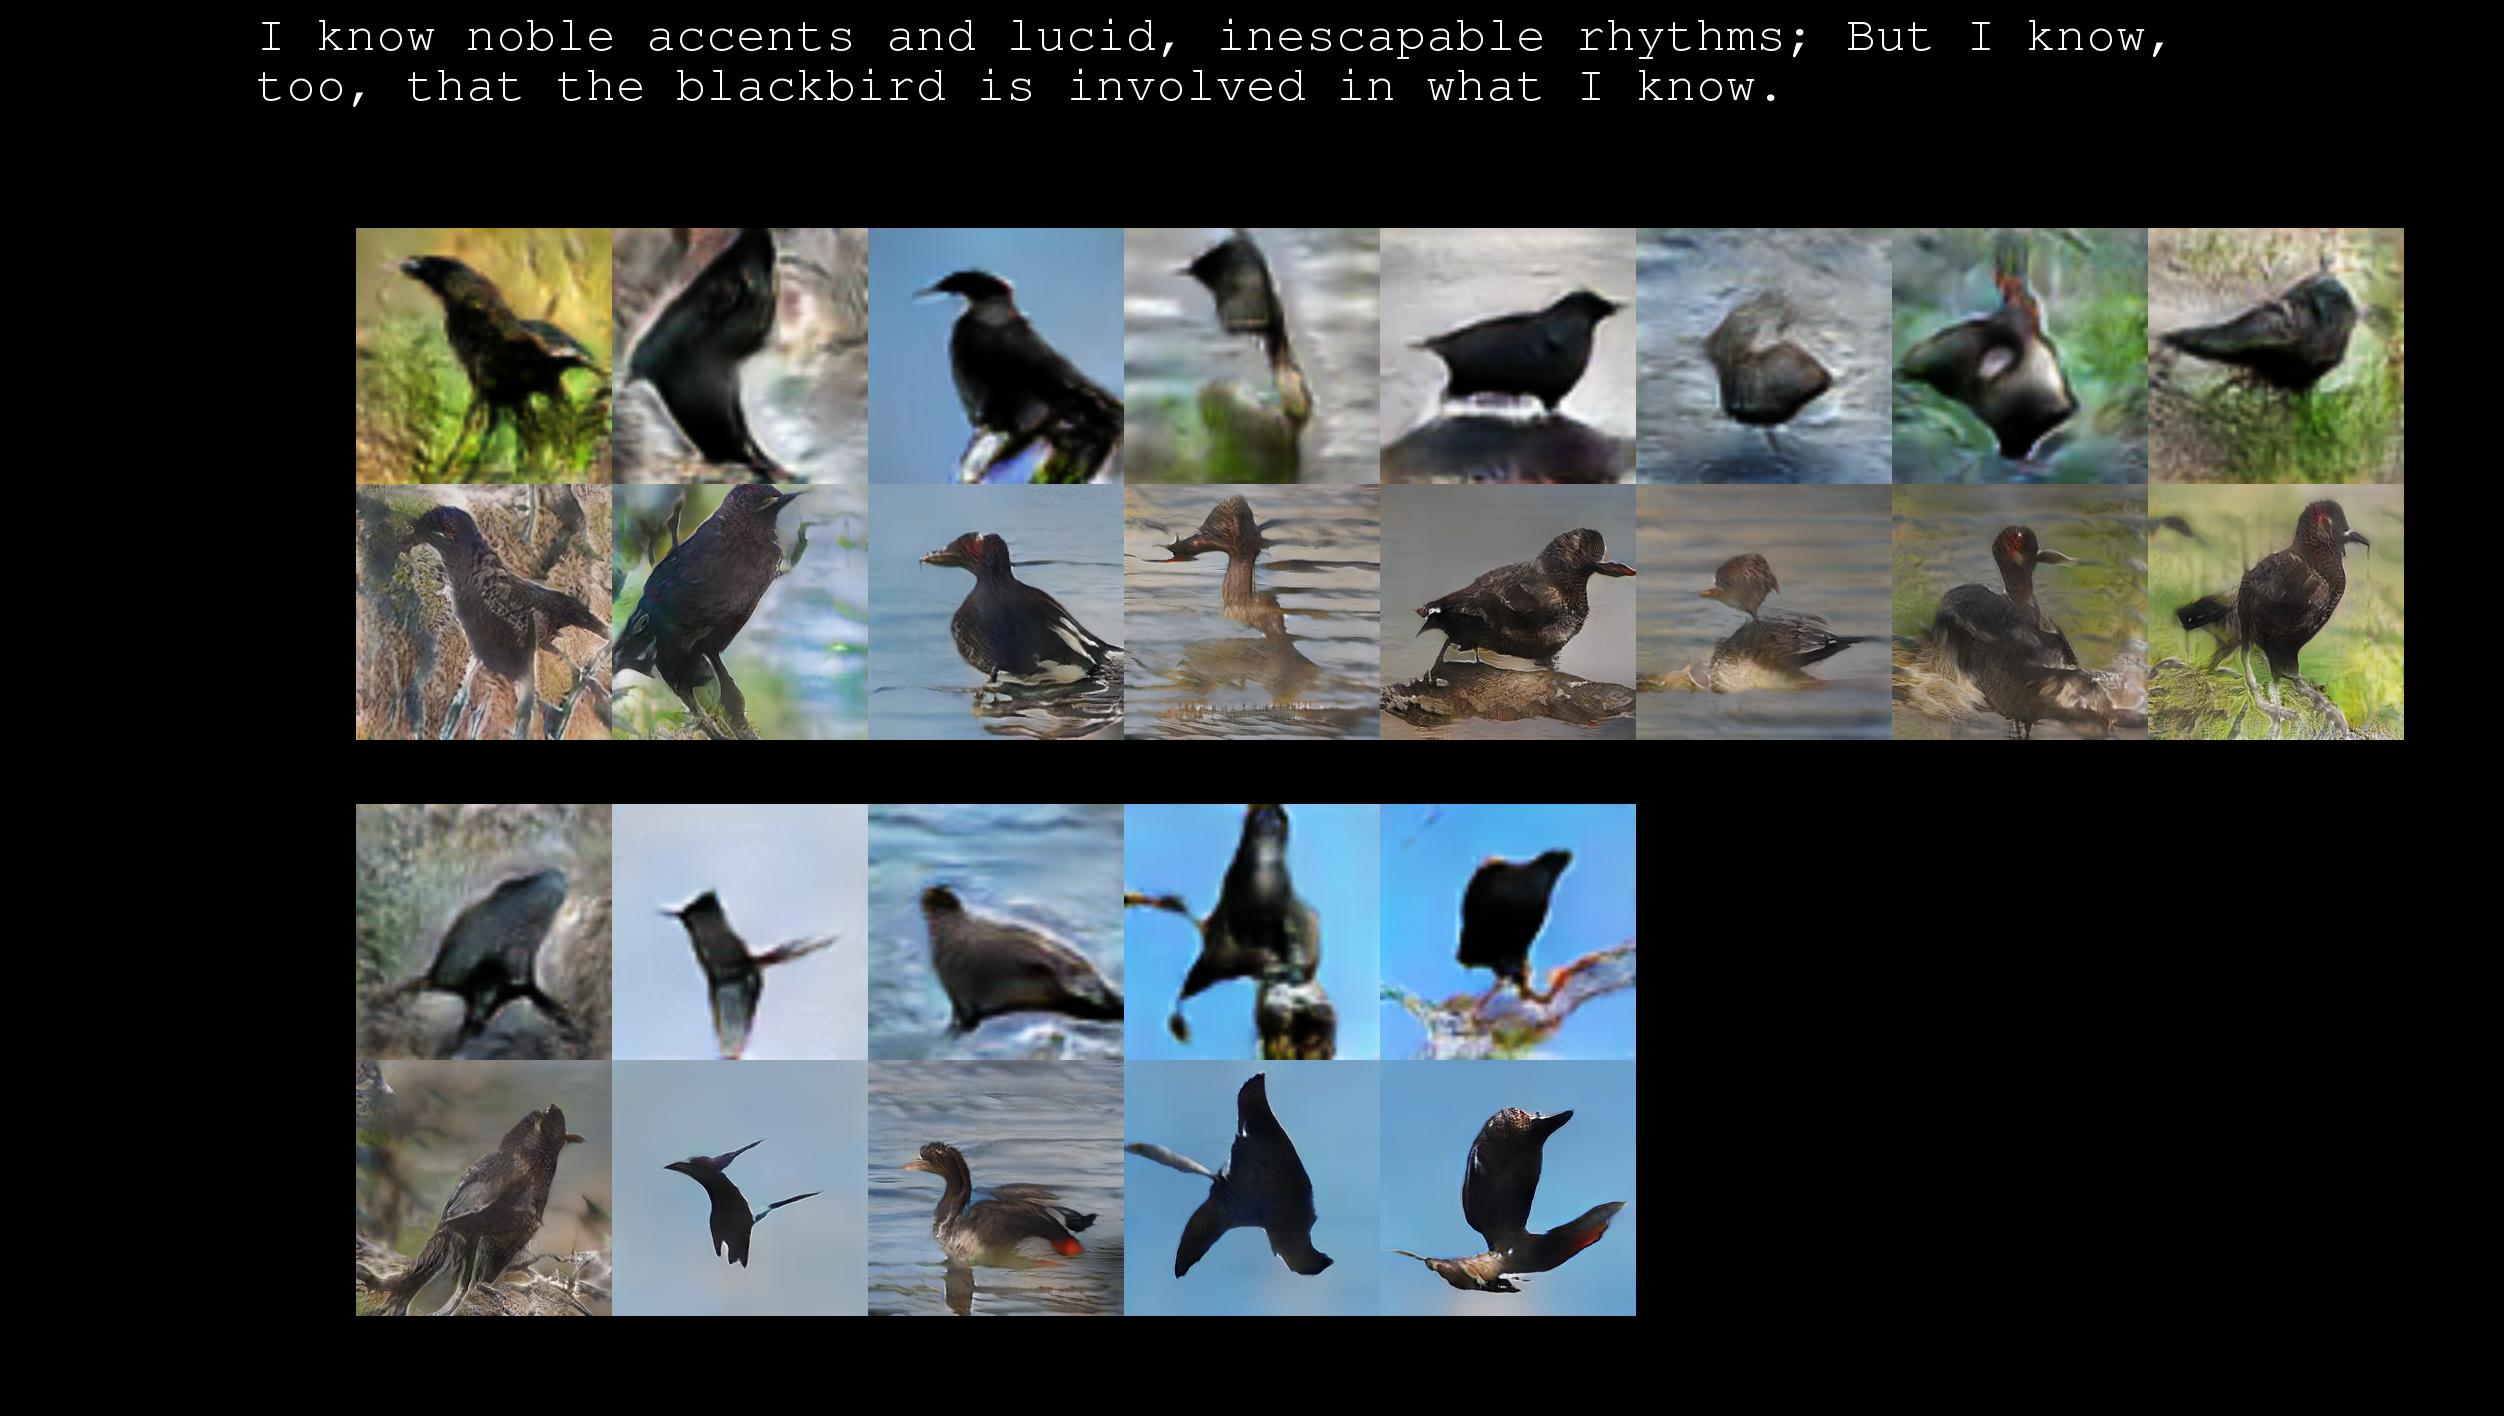 I know noble accents and lucid, inescapable rhythms; But I know,
too, that the blackbird is involved in what I know.